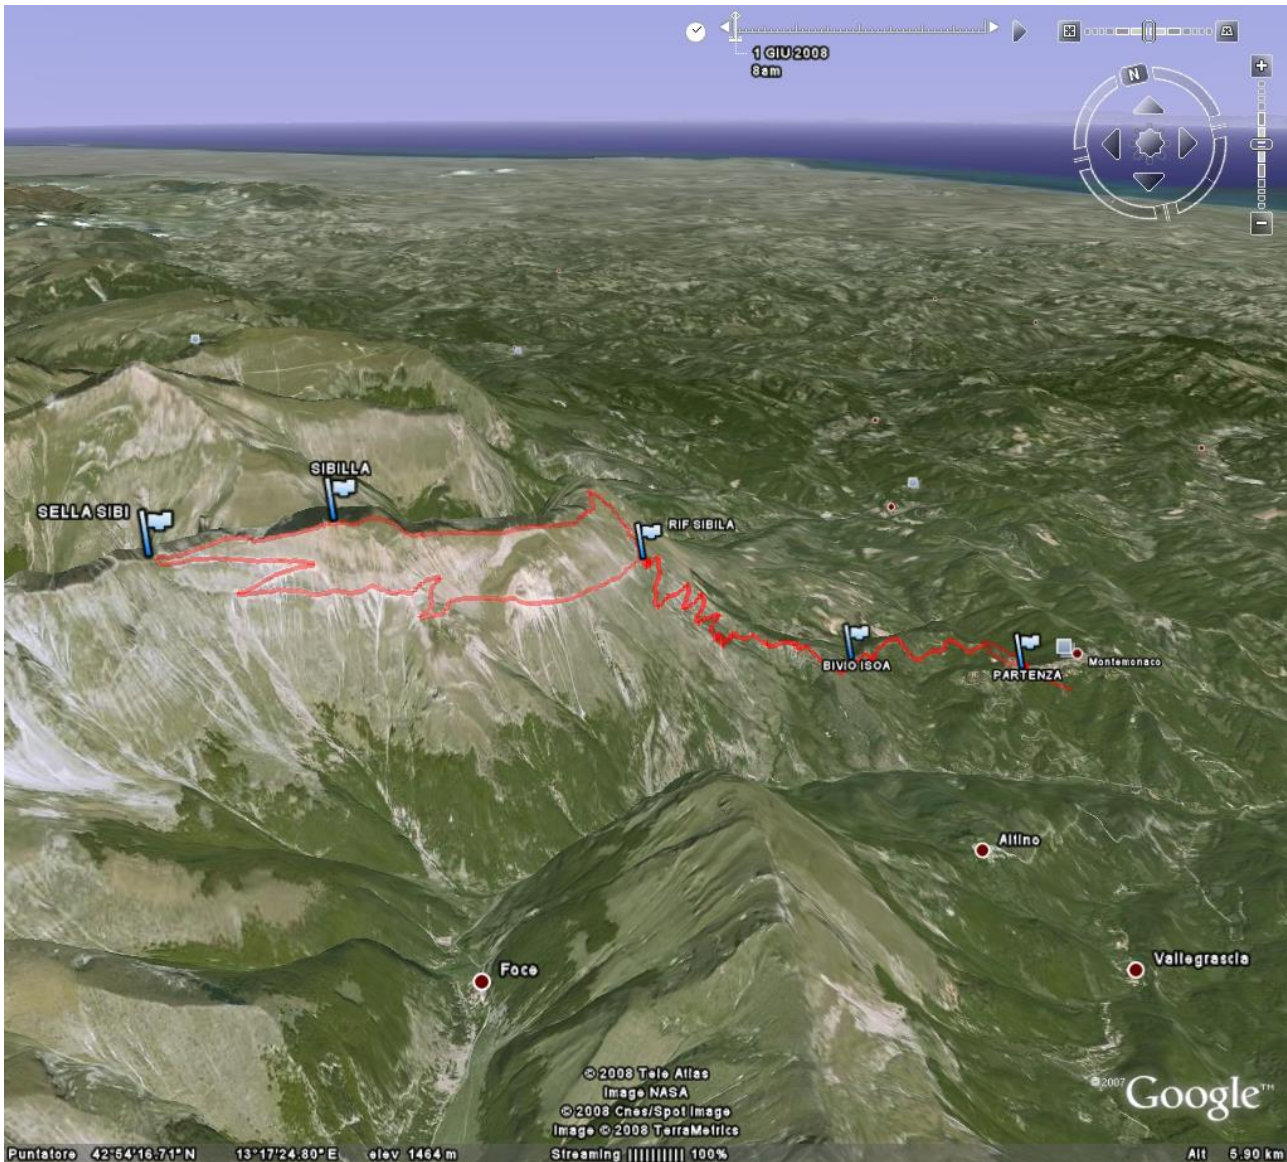 1 GIU 2008
8am
N
SIBILLA
SELLA SIBI
RIF SIBILA
BIVIO ISOA
PARTENZA
Montemonaco
Altino
Vallegrascia
Foce
© 2008 Tele Atlas
Image NASA
© 2008 Cnes/Spot Image
Image © 2008 TerraMetrics
©2007 Google™
Puntatore 42°54'16.71" N 13°17'24.80" E elev 1464 m Streaming |||||||||| 100% Alt 5.90 km